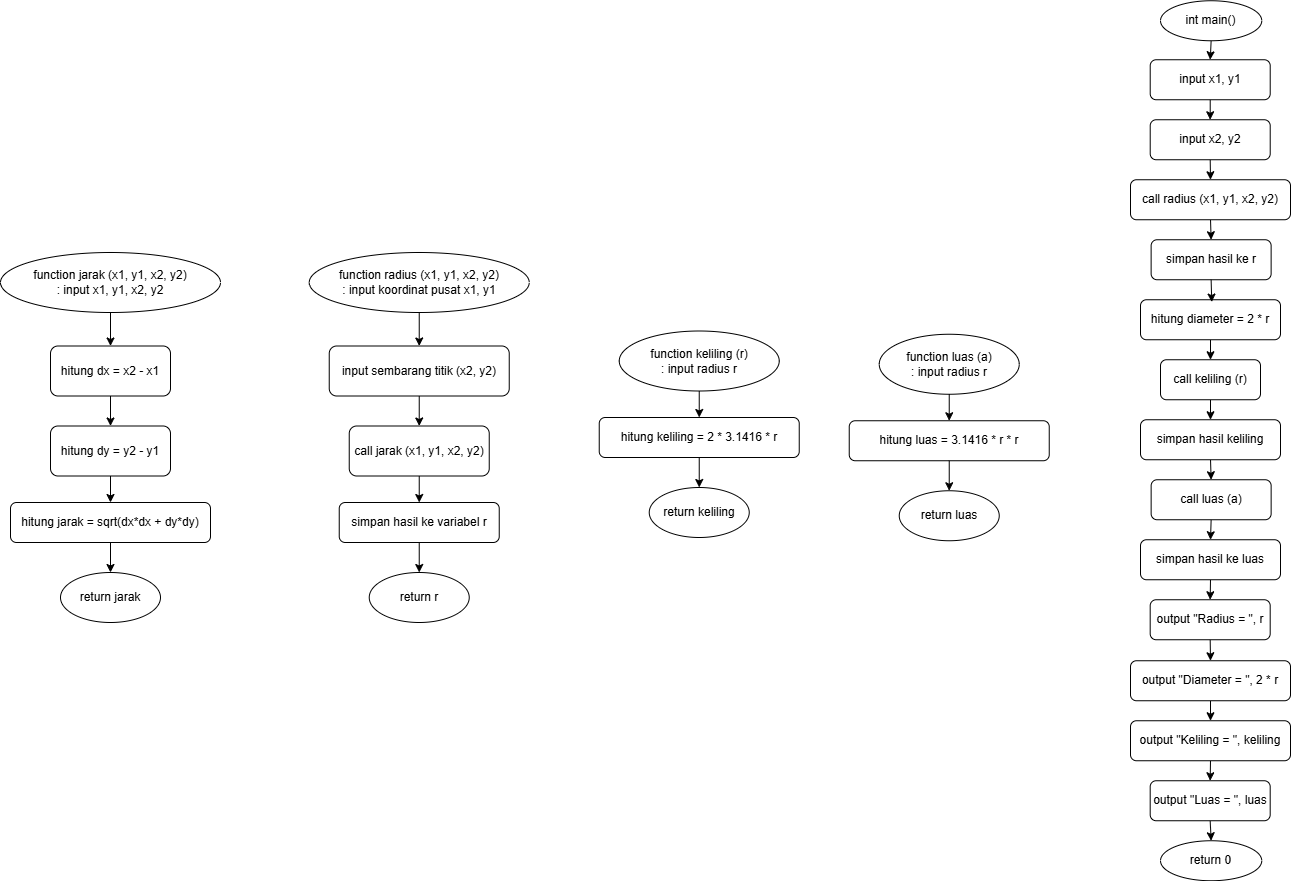 function jarak (x1, y1, x2, y2)
: input x1, y1, x2, y2
hitung dx = x2 - x1
hitung dy = y2 - y1
hitung jarak = sqrt(dx*dx + dy*dy)
return jarak
function radius (x1, y1, x2, y2)
: input koordinat pusat x1, y1
input sembarang titik (x2, y2)
call jarak (x1, y1, x2, y2)
simpan hasil ke variabel r
return r
function keliling (r)
: input radius r
hitung keliling = 2 * 3.1416 * r
return keliling
function luas (a)
: input radius r
hitung luas = 3.1416 * r * r
return luas
int main()
input x1, y1
input x2, y2
call radius (x1, y1, x2, y2)
simpan hasil ke r
hitung diameter = 2 * r
call keliling (r)
simpan hasil keliling
call luas (a)
simpan hasil ke luas
output "Radius = ", r
output "Diameter = ", 2 * r
output "Keliling = ", keliling
output "Luas = ", luas
return 0